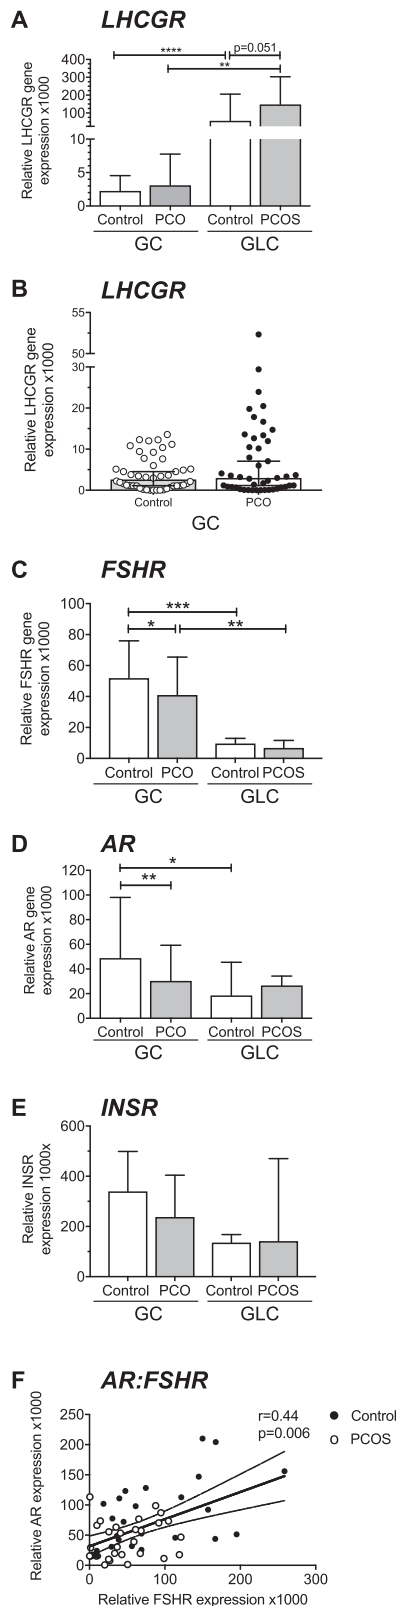 A LHCGR
Relative LHCGR gene
expression x1000
400
300
200
100
10
5
0
****
p=0.051
**
Control PCO Control PCOS
GC GLC
B LHCGR
Relative LHCGR gene
expression x1000
55
50
30
20
10
0
Control PCO
GC
C FSHR
Relative FSHR gene
expression x1000
100
80
60
40
20
0
***
* **
Control PCO Control PCOS
GC GLC
D AR
Relative AR gene
expression x1000
120
100
80
60
40
20
0
*
**
Control PCO Control PCOS
GC GLC
E INSR
Relative INSR
expression 1000x
600
400
200
0
Control PCO Control PCOS
GC GLC
F AR:FSHR
Relative AR expression x1000
250
200
150
100
50
0
r=0.44
p=0.006
Control
PCOS
0 100 200 300
Relative FSHR expression x1000